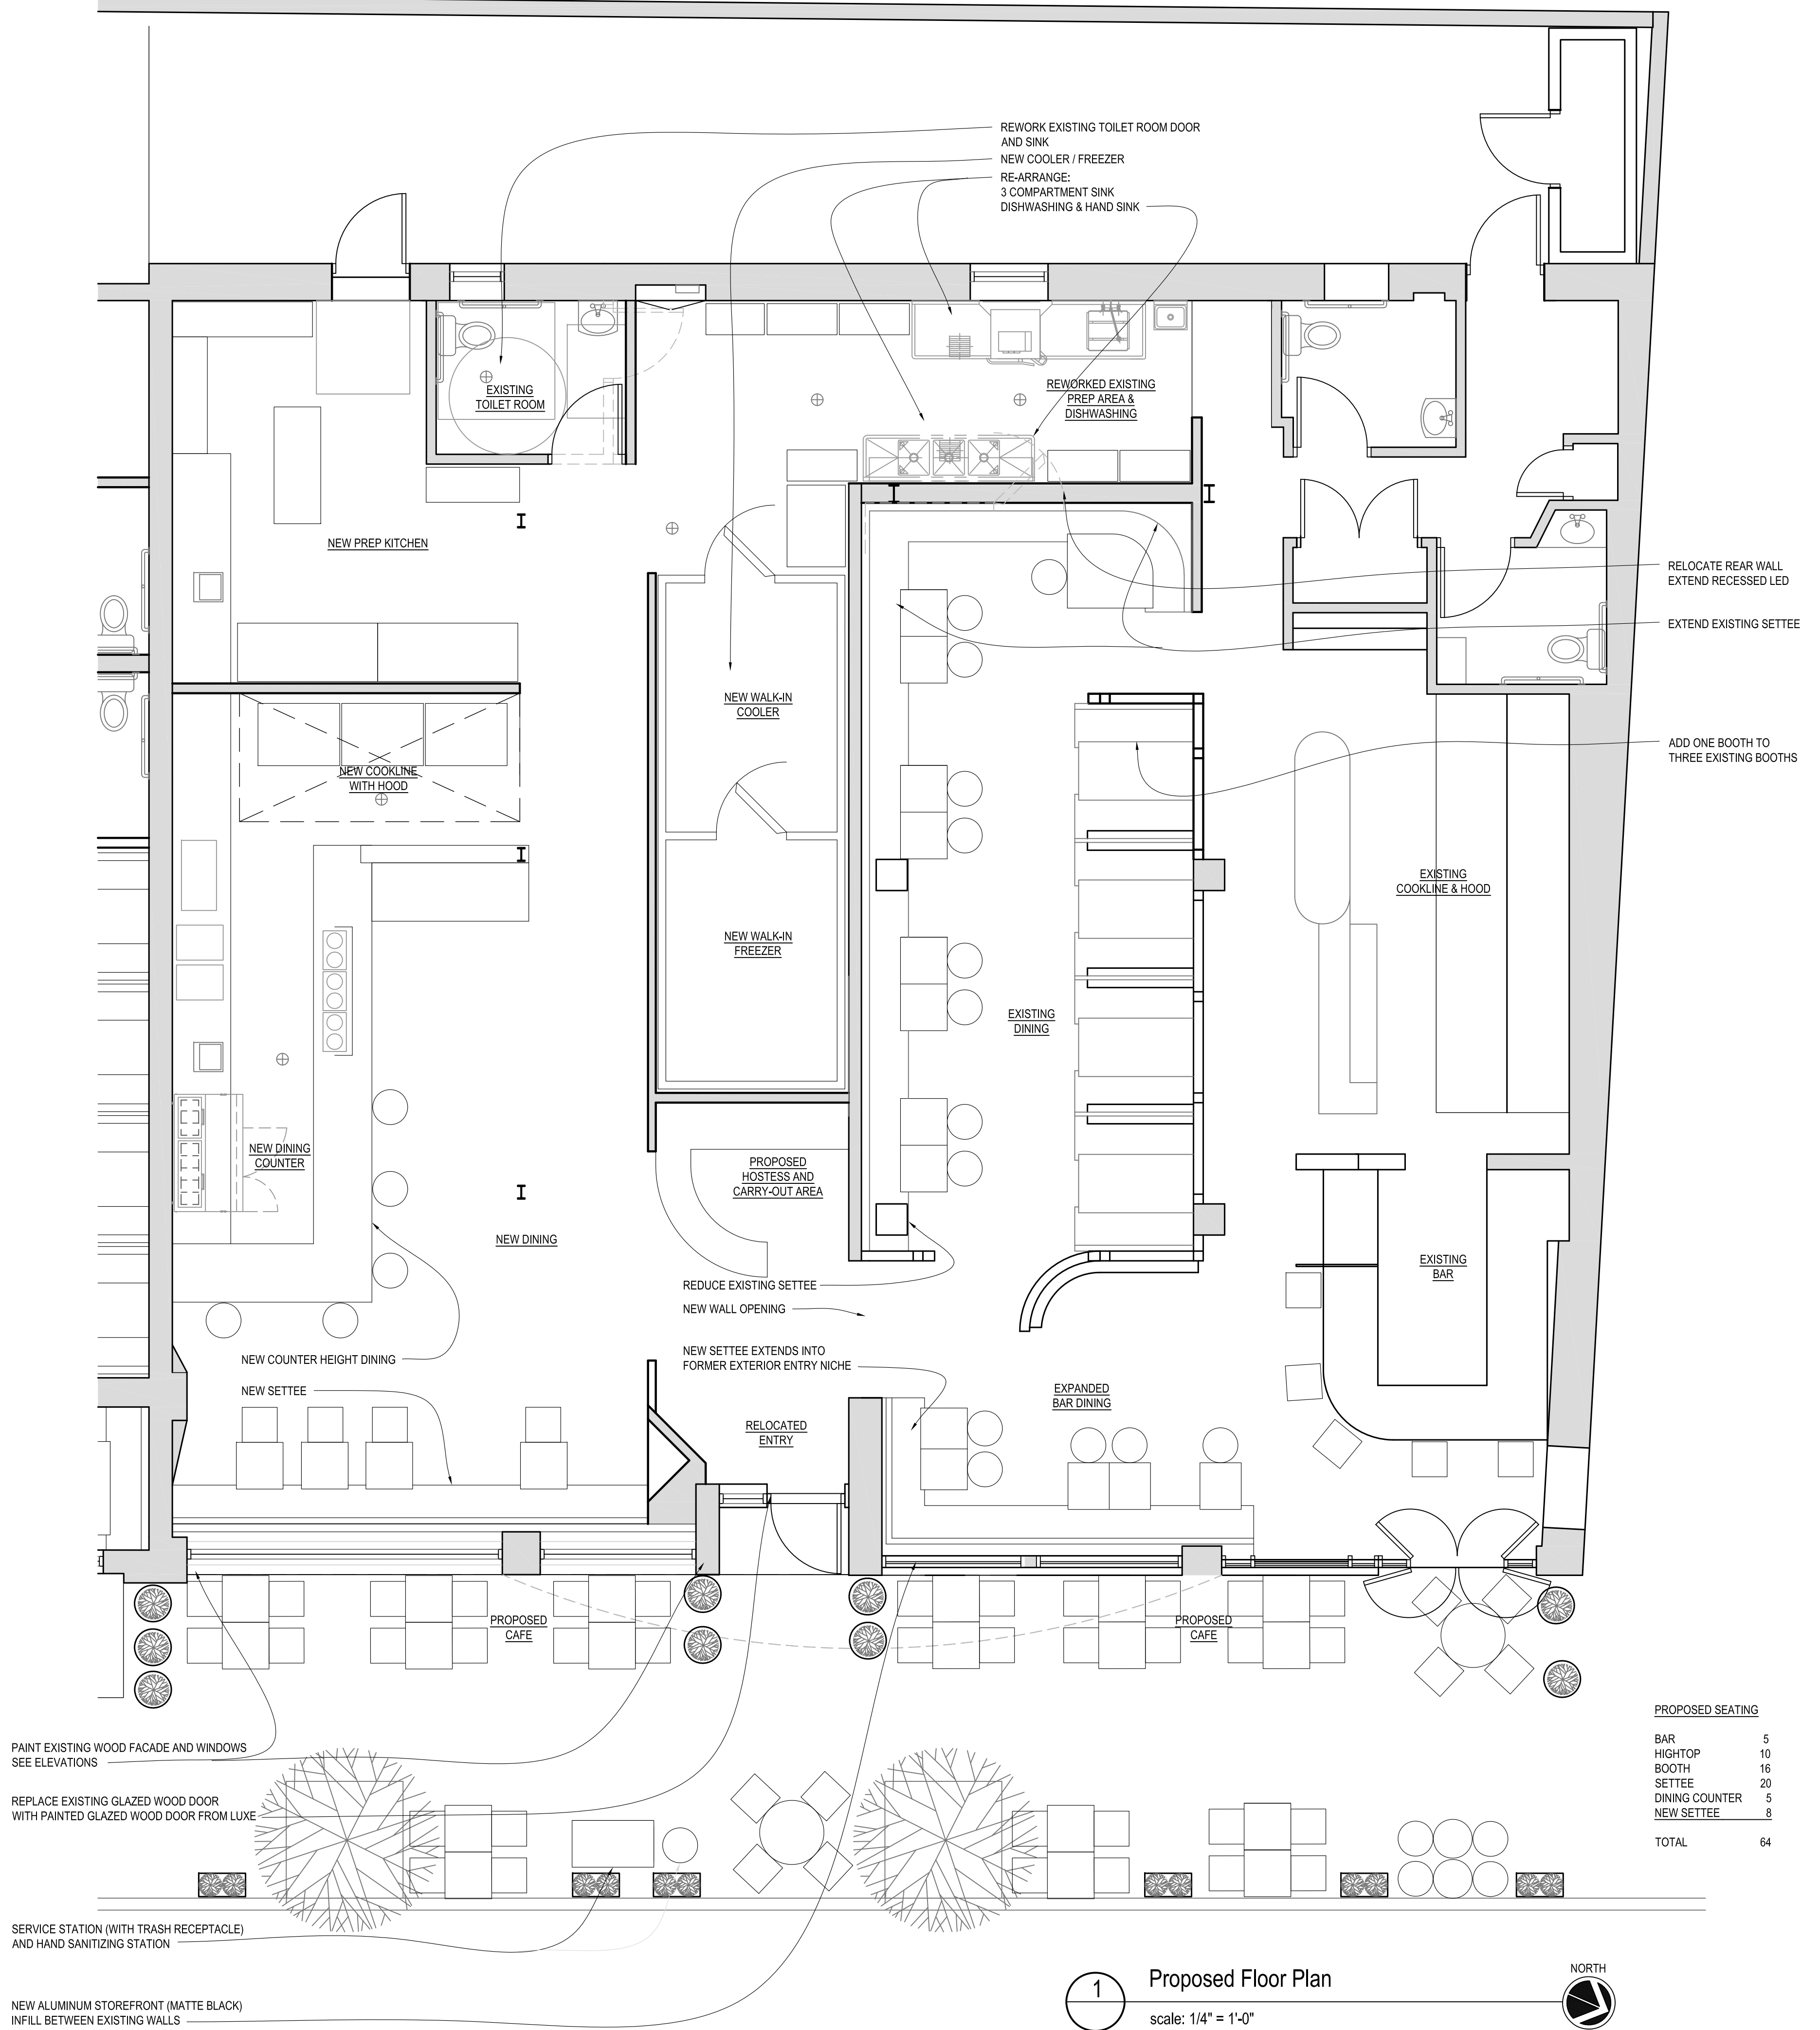 REWORK EXISTING TOILET ROOM DOOR
AND SINK
NEW COOLER / FREEZER
RE-ARRANGE:
3 COMPARTMENT SINK
DISHWASHING & HAND SINK
EXISTING
TOILET ROOM
REWORKED EXISTING
PREP AREA &
DISHWASHING
NEW PREP KITCHEN
RELOCATE REAR WALL
EXTEND RECESSED LED
EXTEND EXISTING SETTEE
NEW WALK-IN
COOLER
ADD ONE BOOTH TO
THREE EXISTING BOOTHS
NEW COOKLINE
WITH HOOD
EXISTING
COOKLINE & HOOD
NEW WALK-IN
FREEZER
EXISTING
DINING
NEW DINING
COUNTER
PROPOSED
HOSTESS AND
CARRY-OUT AREA
NEW DINING
EXISTING
BAR
REDUCE EXISTING SETTEE
NEW WALL OPENING
NEW SETTEE EXTENDS INTO
FORMER EXTERIOR ENTRY NICHE
NEW COUNTER HEIGHT DINING
NEW SETTEE
EXPANDED
BAR DINING
RELOCATED
ENTRY
PROPOSED
CAFE
PROPOSED
CAFE
PAINT EXISTING WOOD FACADE AND WINDOWS
SEE ELEVATIONS
REPLACE EXISTING GLAZED WOOD DOOR
WITH PAINTED GLAZED WOOD DOOR FROM LUXE
PROPOSED SEATING
BAR 5
HIGHTOP 10
BOOTH 16
SETTEE 20
DINING COUNTER 5
NEW SETTEE 8
TOTAL 64
SERVICE STATION (WITH TRASH RECEPTACLE)
AND HAND SANITIZING STATION
NEW ALUMINUM STOREFRONT (MATTE BLACK)
INFILL BETWEEN EXISTING WALLS
1
Proposed Floor Plan
scale: 1/4" = 1'-0"
NORTH